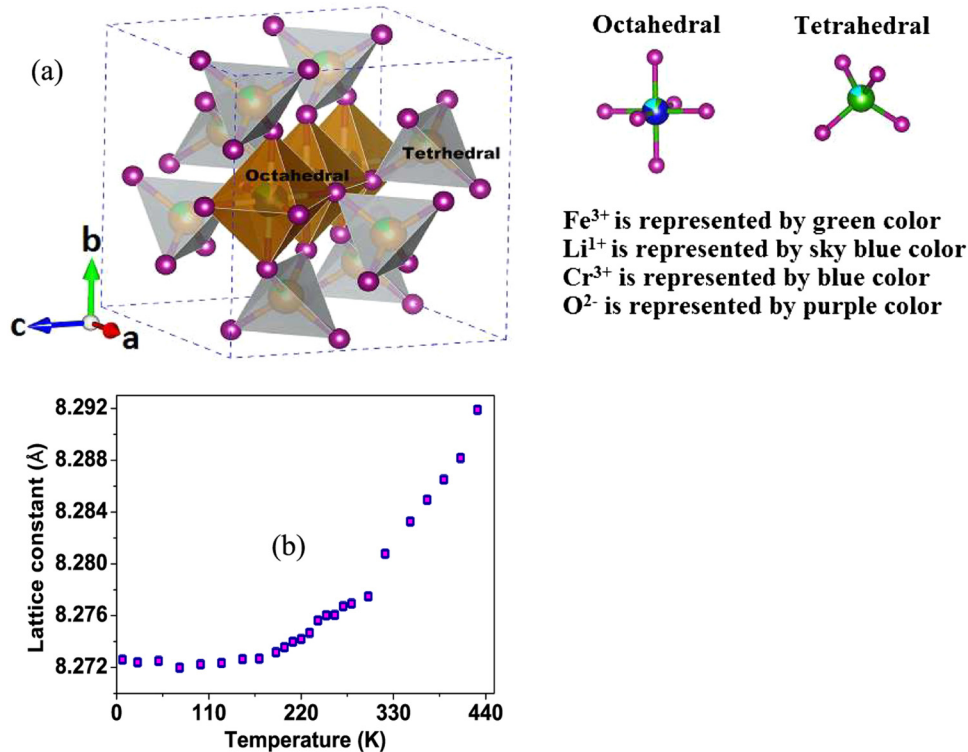 (a)
Octahedral
Tetrhedral
b
c
a
Octahedral Tetrahedral
Fe³⁺ is represented by green color
Li¹⁺ is represented by sky blue color
Cr³⁺ is represented by blue color
O²⁻ is represented by purple color
Lattice constant (Å)
8.292
8.288
8.284
8.280
8.276
8.272
(b)
0 110 220 330 440
Temperature (K)